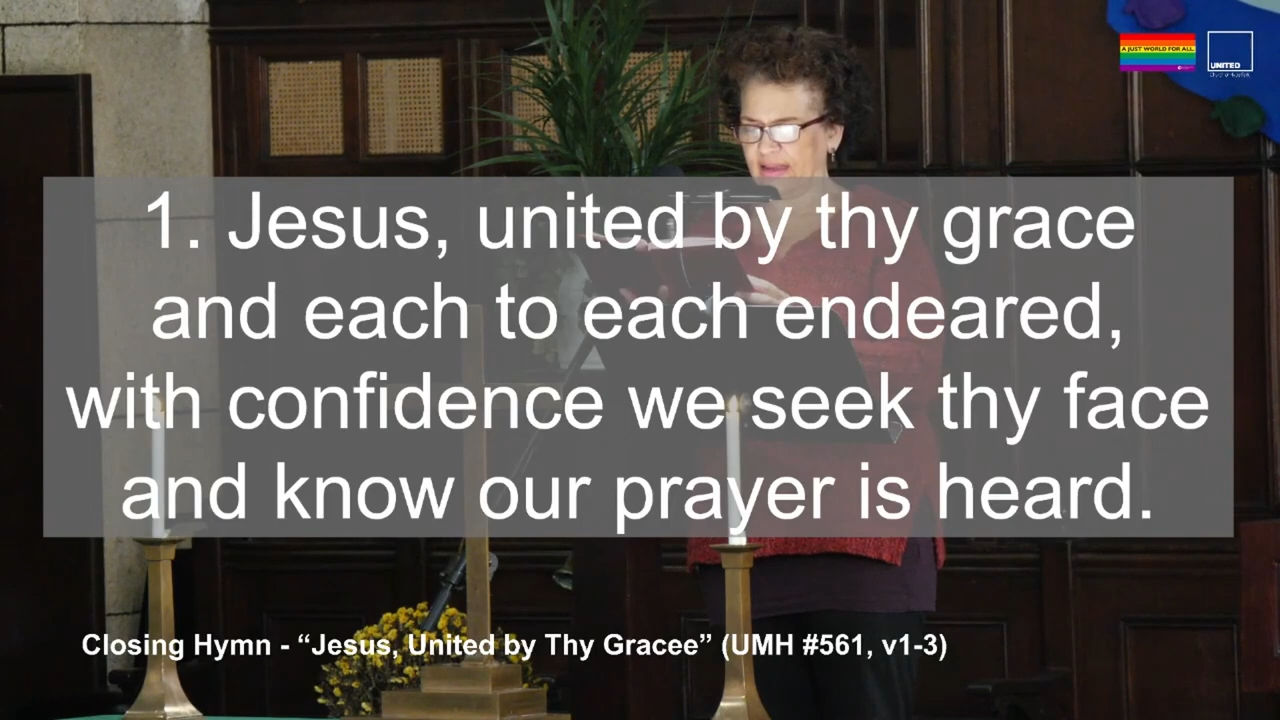 A JUST WORLD FOR ALL
UNITED
1. Jesus, united by thy grace
and each to each endeared,
with confidence we seek thy face
and know our prayer is heard.
Closing Hymn - “Jesus, United by Thy Gracee” (UMH #561, v1-3)